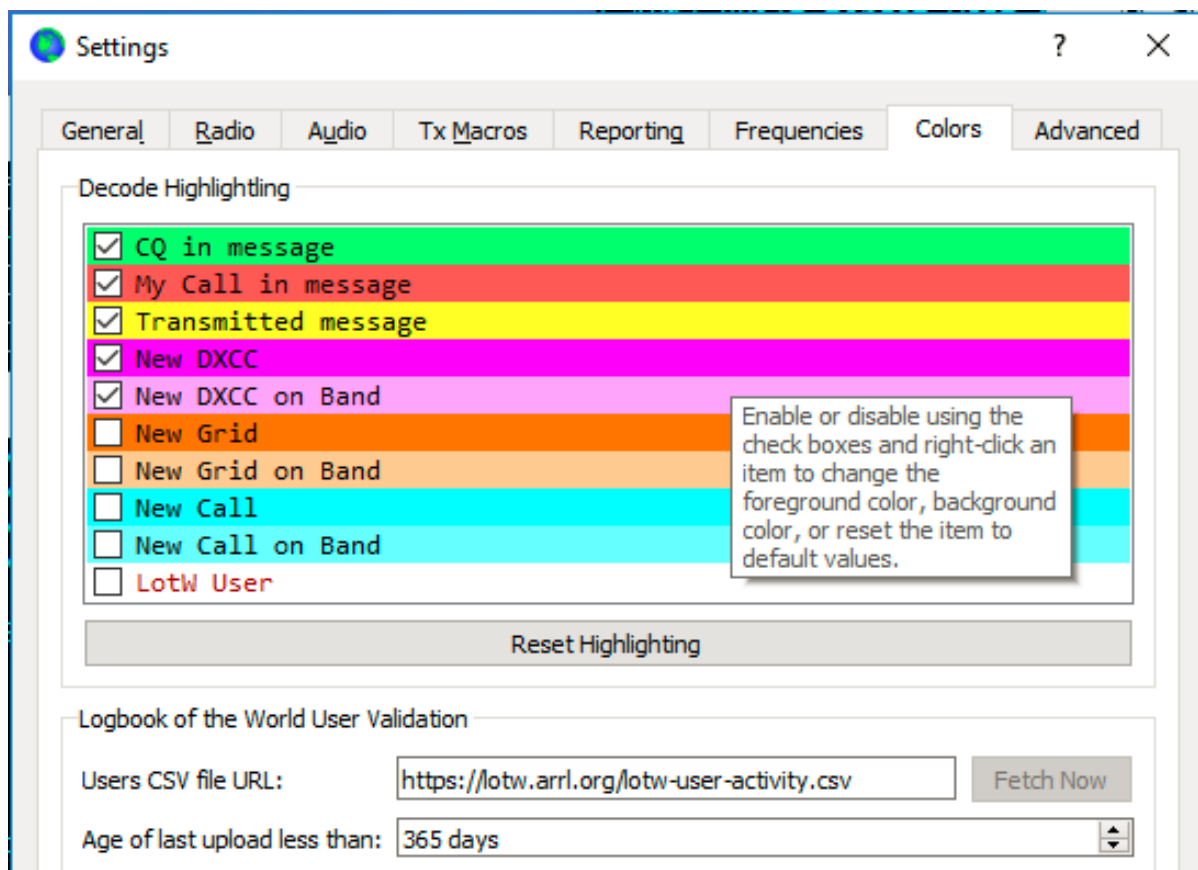 Settings
?
General Radio Audio Tx Macros Reporting Frequencies Colors Advanced
Decode Highlightling
CQ in message
My Call in message
Transmitted message
New DXCC
New DXCC on Band
New Grid
New Grid on Band
New Call
New Call on Band
LotW User
Enable or disable using the
check boxes and right-click an
item to change the
foreground color, background
color, or reset the item to
default values.
Reset Highlighting
Logbook of the World User Validation
Users CSV file URL: https://lotw.arrl.org/lotw-user-activity.csv Fetch Now
Age of last upload less than: 365 days